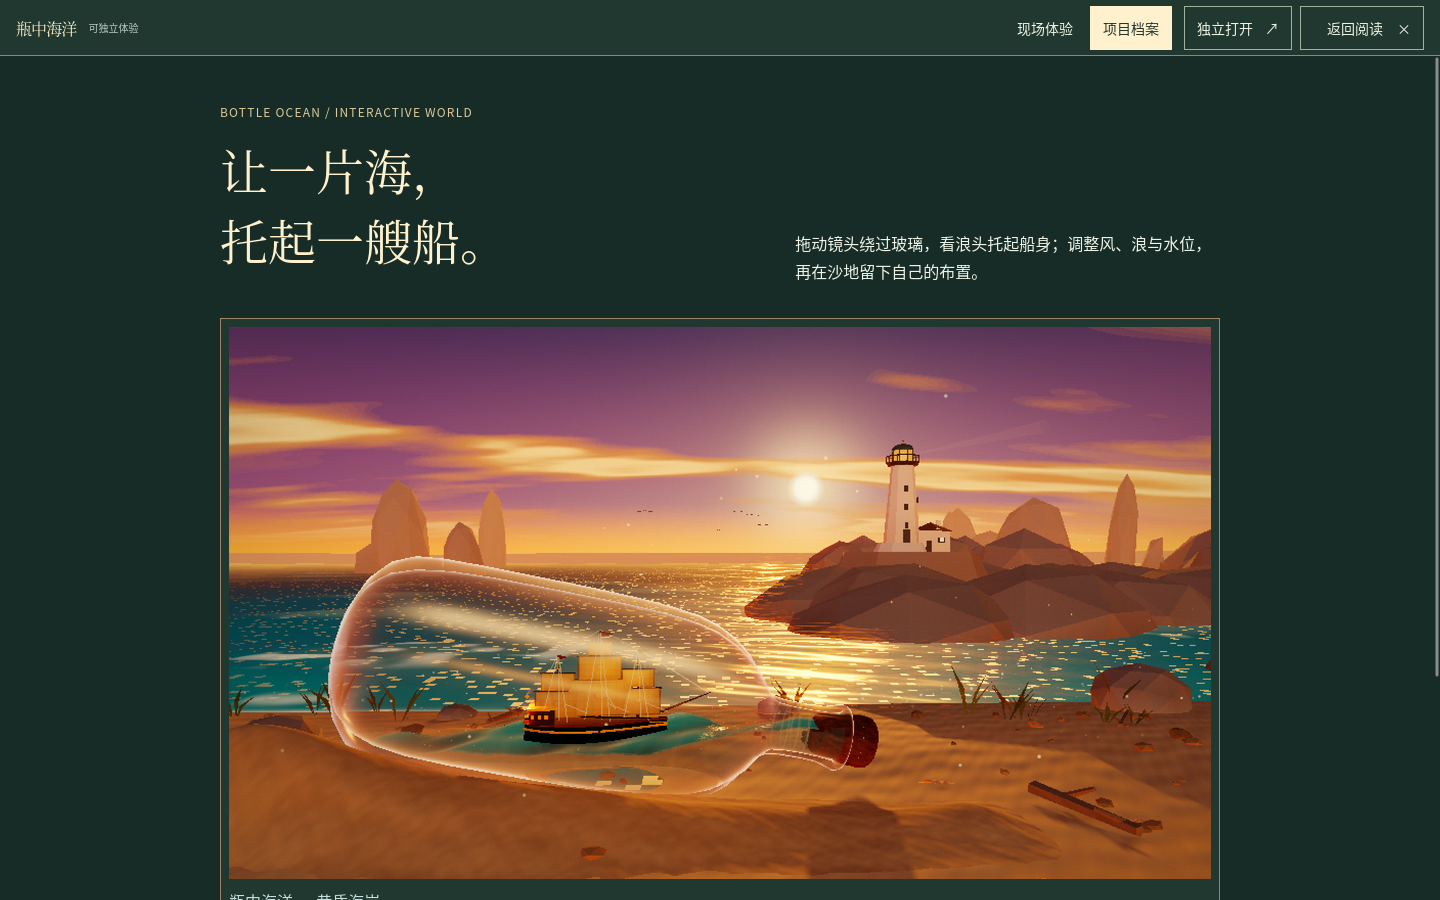 瓶中海洋
可独立体验
现场体验
项目档案
独立打开 ↗
返回阅读 ×
BOTTLE OCEAN / INTERACTIVE WORLD
让一片海，
托起一艘船。
拖动镜头绕过玻璃，看浪头托起船身；调整风、浪与水位，
再在沙地留下自己的布置。